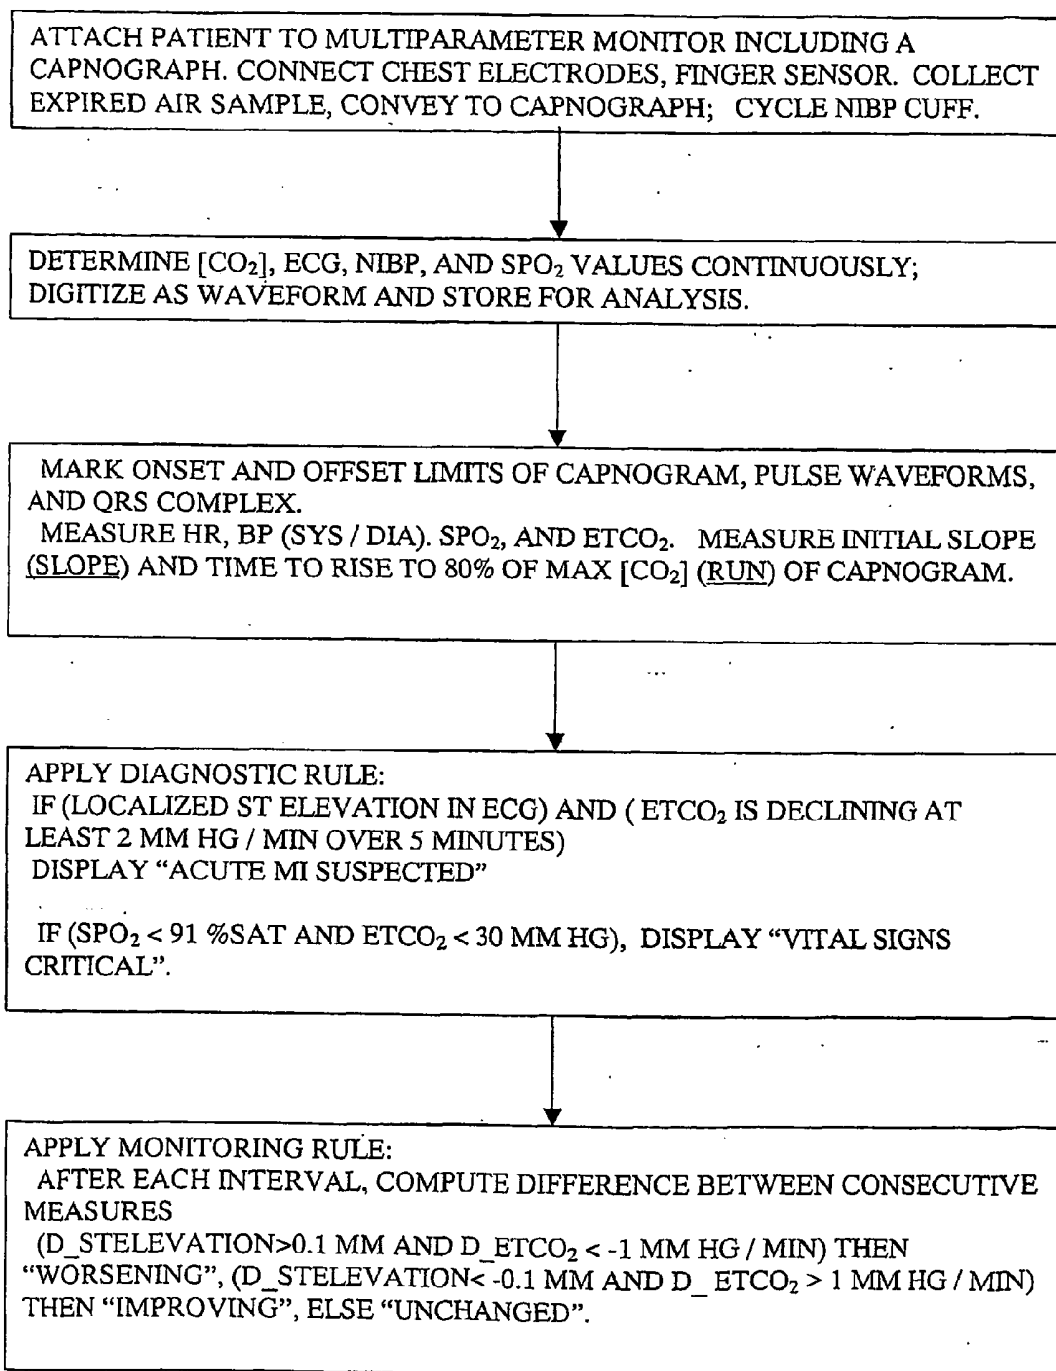 ATTACH PATIENT TO MULTIPARAMETER MONITOR INCLUDING A
CAPNOGRAPH. CONNECT CHEST ELECTRODES, FINGER SENSOR. COLLECT
EXPIRED AIR SAMPLE, CONVEY TO CAPNOGRAPH; CYCLE NIBP CUFF.
DETERMINE [CO₂], ECG, NIBP, AND SPO₂ VALUES CONTINUOUSLY;
DIGITIZE AS WAVEFORM AND STORE FOR ANALYSIS.
MARK ONSET AND OFFSET LIMITS OF CAPNOGRAM, PULSE WAVEFORMS,
AND QRS COMPLEX.
MEASURE HR, BP (SYS / DIA). SPO₂, AND ETCO₂. MEASURE INITIAL SLOPE
(SLOPE) AND TIME TO RISE TO 80% OF MAX [CO₂] (RUN) OF CAPNOGRAM.
APPLY DIAGNOSTIC RULE:
IF (LOCALIZED ST ELEVATION IN ECG) AND ( ETCO₂ IS DECLINING AT
LEAST 2 MM HG / MIN OVER 5 MINUTES)
DISPLAY “ACUTE MI SUSPECTED”
IF (SPO₂ < 91 %SAT AND ETCO₂ < 30 MM HG), DISPLAY “VITAL SIGNS
CRITICAL”.
APPLY MONITORING RULE:
AFTER EACH INTERVAL, COMPUTE DIFFERENCE BETWEEN CONSECUTIVE
MEASURES
(D_STELEVATION>0.1 MM AND D_ETCO₂ < -1 MM HG / MIN) THEN
“WORSENING”, (D_STELEVATION< -0.1 MM AND D_ ETCO₂ > 1 MM HG / MIN)
THEN “IMPROVING”, ELSE “UNCHANGED”.